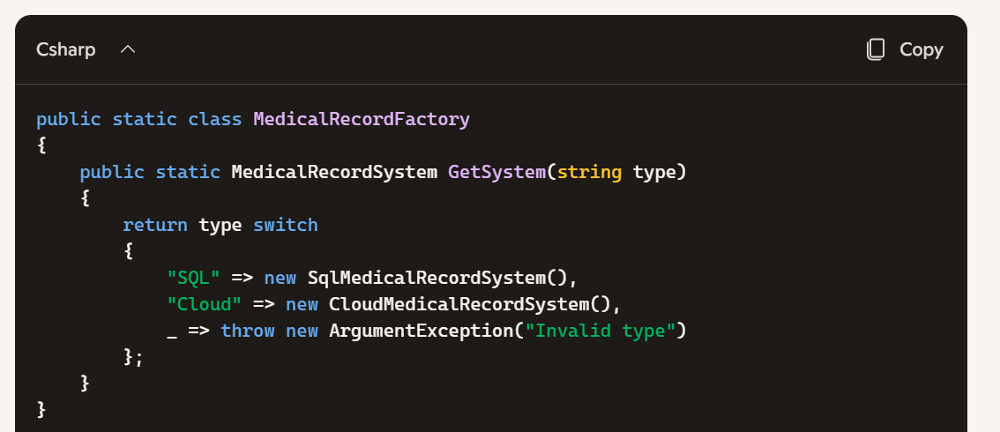 Csharp
Copy
public static class MedicalRecordFactory
{
    public static MedicalRecordSystem GetSystem(string type)
    {
        return type switch
        {
            "SQL" => new SqlMedicalRecordSystem(),
            "Cloud" => new CloudMedicalRecordSystem(),
            _ => throw new ArgumentException("Invalid type")
        };
    }
}